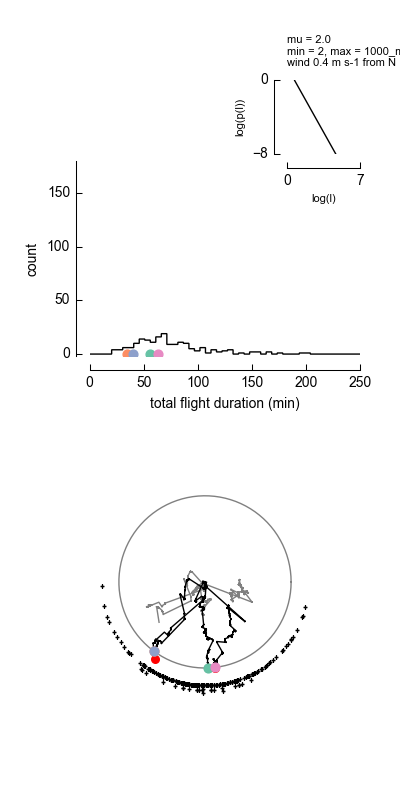 mu = 2.0
min = 2, max = 1000_m
wind 0.4 m s-1 from N
0
−8
log(p(l))
0 7
log(l)
150
100
50
0
count
0 50 100 150 200 250
total flight duration (min)